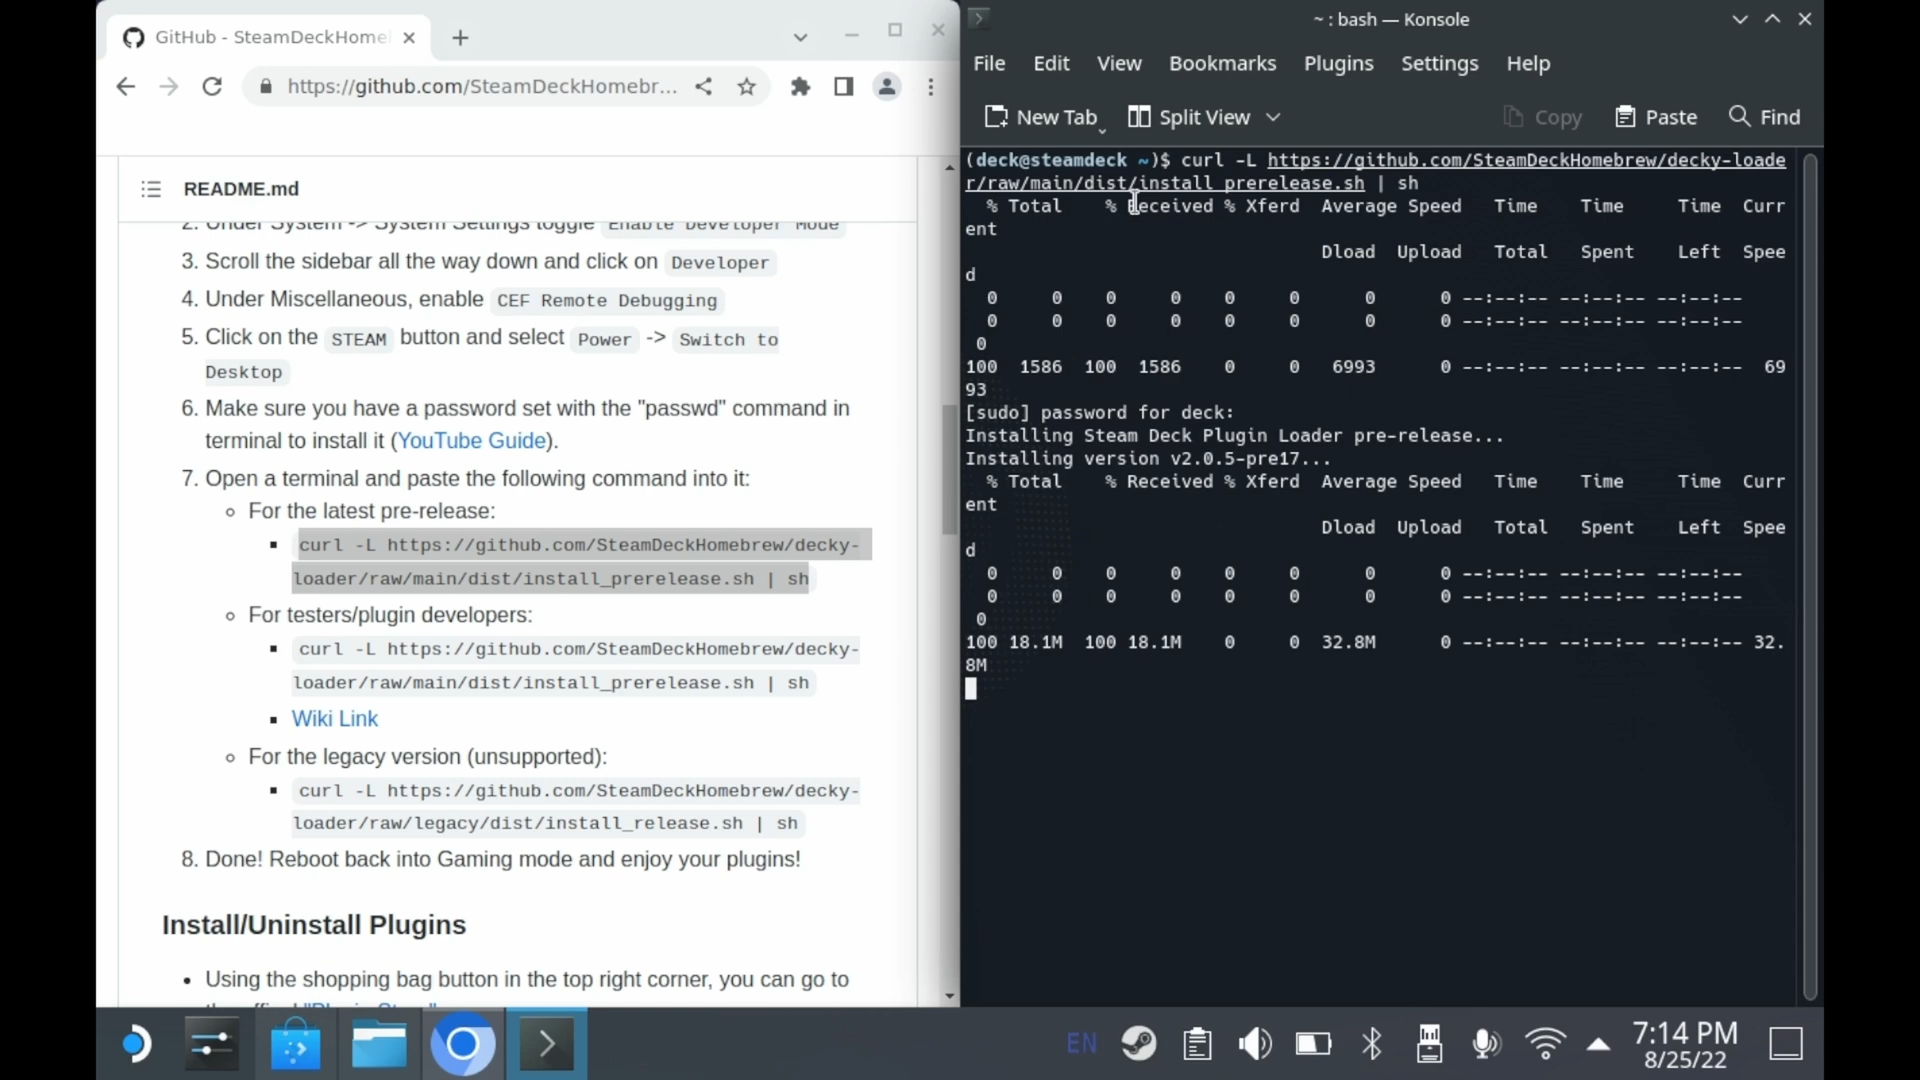 GitHub - SteamDeckHome
https://github.com/SteamDeckHomebr...
README.md
2. Under System -> System Settings toggle Enable Developer Mode
3. Scroll the sidebar all the way down and click on Developer
4. Under Miscellaneous, enable CEF Remote Debugging
5. Click on the STEAM button and select Power -> Switch to
Desktop
6. Make sure you have a password set with the "passwd" command in
terminal to install it (YouTube Guide).
7. Open a terminal and paste the following command into it:
For the latest pre-release:
curl -L https://github.com/SteamDeckHomebrew/decky-
loader/raw/main/dist/install_prerelease.sh | sh
For testers/plugin developers:
curl -L https://github.com/SteamDeckHomebrew/decky-
loader/raw/main/dist/install_prerelease.sh | sh
Wiki Link
For the legacy version (unsupported):
curl -L https://github.com/SteamDeckHomebrew/decky-
loader/raw/legacy/dist/install_release.sh | sh
8. Done! Reboot back into Gaming mode and enjoy your plugins!
Install/Uninstall Plugins
Using the shopping bag button in the top right corner, you can go to
~ : bash — Konsole
File Edit View Bookmarks Plugins Settings Help
New Tab Split View Copy Paste Find
(deck@steamdeck ~)$ curl -L https://github.com/SteamDeckHomebrew/decky-loade
r/raw/main/dist/install_prerelease.sh | sh
% Total % Received % Xferd Average Speed Time Time Time Curr
ent
Dload Upload Total Spent Left Spee
d
0 0 0 0 0 0 0 0 --:--:-- --:--:-- --:--:--
0 0 0 0 0 0 0 0 --:--:-- --:--:-- --:--:--
0
100 1586 100 1586 0 0 6993 0 --:--:-- --:--:-- --:--:-- 69
93
[sudo] password for deck:
Installing Steam Deck Plugin Loader pre-release...
Installing version v2.0.5-pre17...
% Total % Received % Xferd Average Speed Time Time Time Curr
ent
Dload Upload Total Spent Left Spee
d
0 0 0 0 0 0 0 0 --:--:-- --:--:-- --:--:--
0 0 0 0 0 0 0 0 --:--:-- --:--:-- --:--:--
0
100 18.1M 100 18.1M 0 0 32.8M 0 --:--:-- --:--:-- --:--:-- 32.
8M
EN
7:14 PM
8/25/22